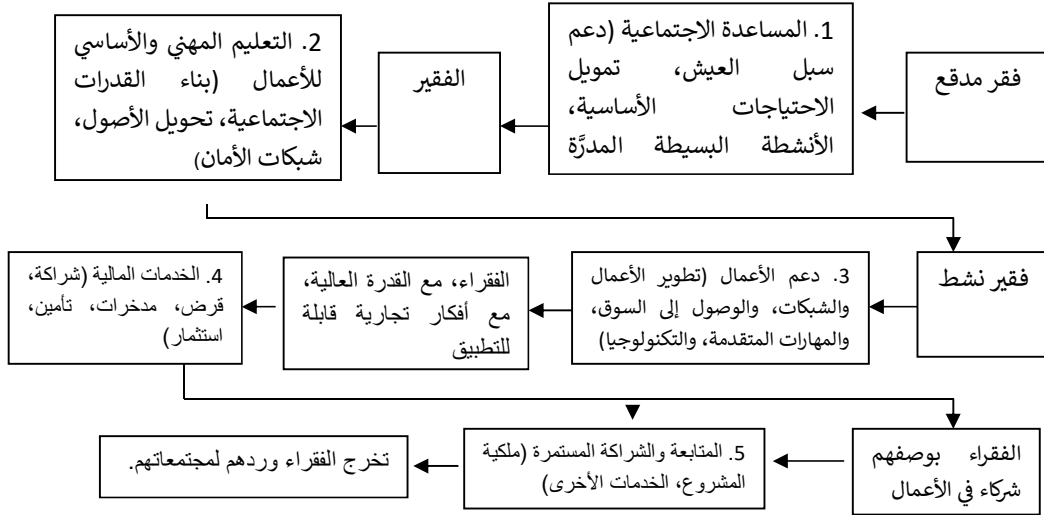 فقر مدقع
1. المساعدة الاجتماعية (دعم
سبل العيش، تمويل
الاحتياجات الأساسية،
الأنشطة البسيطة المدرَّة
الفقير
2. التعليم المهني والأساسي
للأعمال (بناء القدرات
الاجتماعية، تحويل الأصول،
شبكات الأمان)
فقير نشط
3. دعم الأعمال (تطوير الأعمال
والشبكات، والوصول إلى السوق،
والمهارات المتقدمة، والتكنولوجيا)
الفقراء، مع القدرة العالية،
مع أفكار تجارية قابلة
للتطبيق
4. الخدمات المالية (شراكة،
قرض، مدخرات، تأمين،
استثمار)
الفقراء بوصفهم
شركاء في الأعمال
5. المتابعة والشراكة المستمرة (ملكية
المشروع، الخدمات الأخرى)
تخرج الفقراء وردهم لمجتمعاتهم.